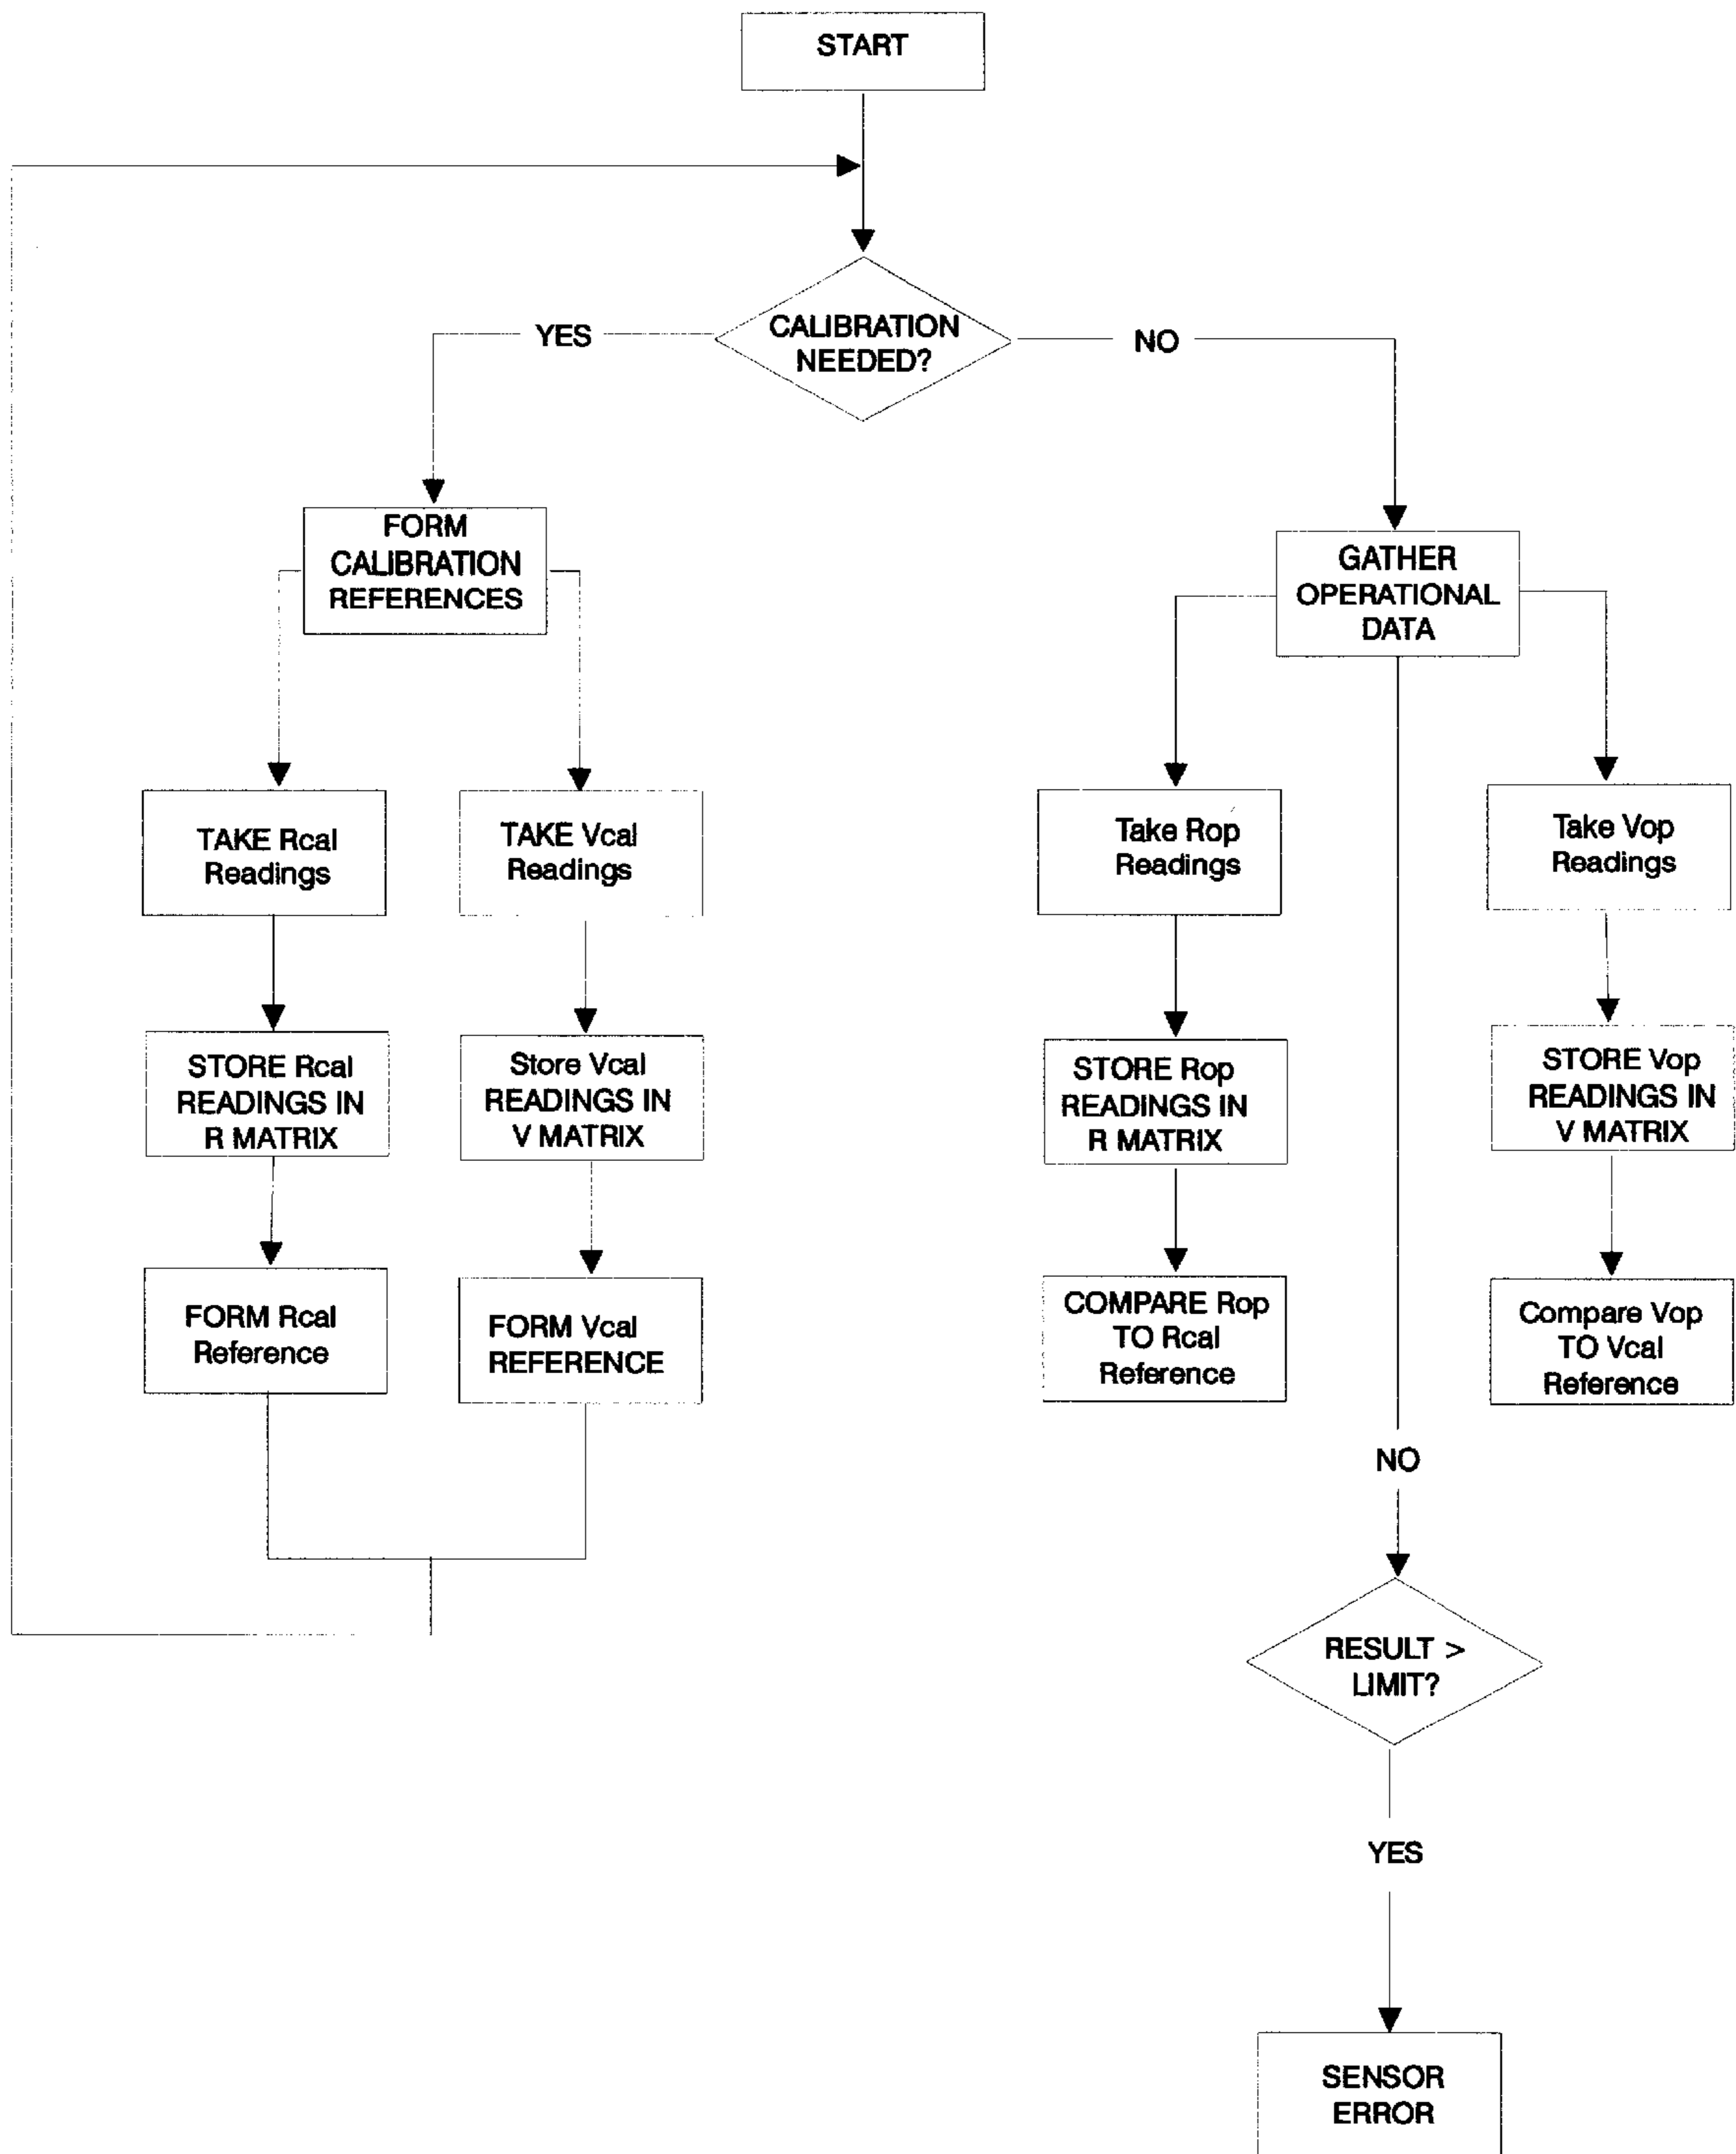 START
CALIBRATION
NEEDED?
YES
NO
FORM
CALIBRATION
REFERENCES
GATHER
OPERATIONAL
DATA
TAKE Rcal
Readings
TAKE Vcal
Readings
Take Rop
Readings
Take Vop
Readings
STORE Rcal
READINGS IN
R MATRIX
Store Vcal
READINGS IN
V MATRIX
STORE Rop
READINGS IN
R MATRIX
STORE Vop
READINGS IN
V MATRIX
FORM Rcal
Reference
FORM Vcal
REFERENCE
COMPARE Rop
TO Rcal
Reference
Compare Vop
TO Vcal
Reference
NO
RESULT >
LIMIT?
YES
SENSOR
ERROR